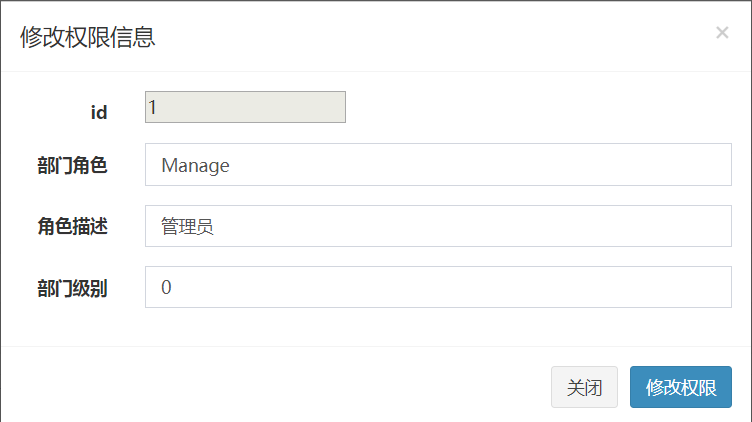 修改权限信息 ×
id 1
部门角色 Manage
角色描述 管理员
部门级别 0
关闭 修改权限